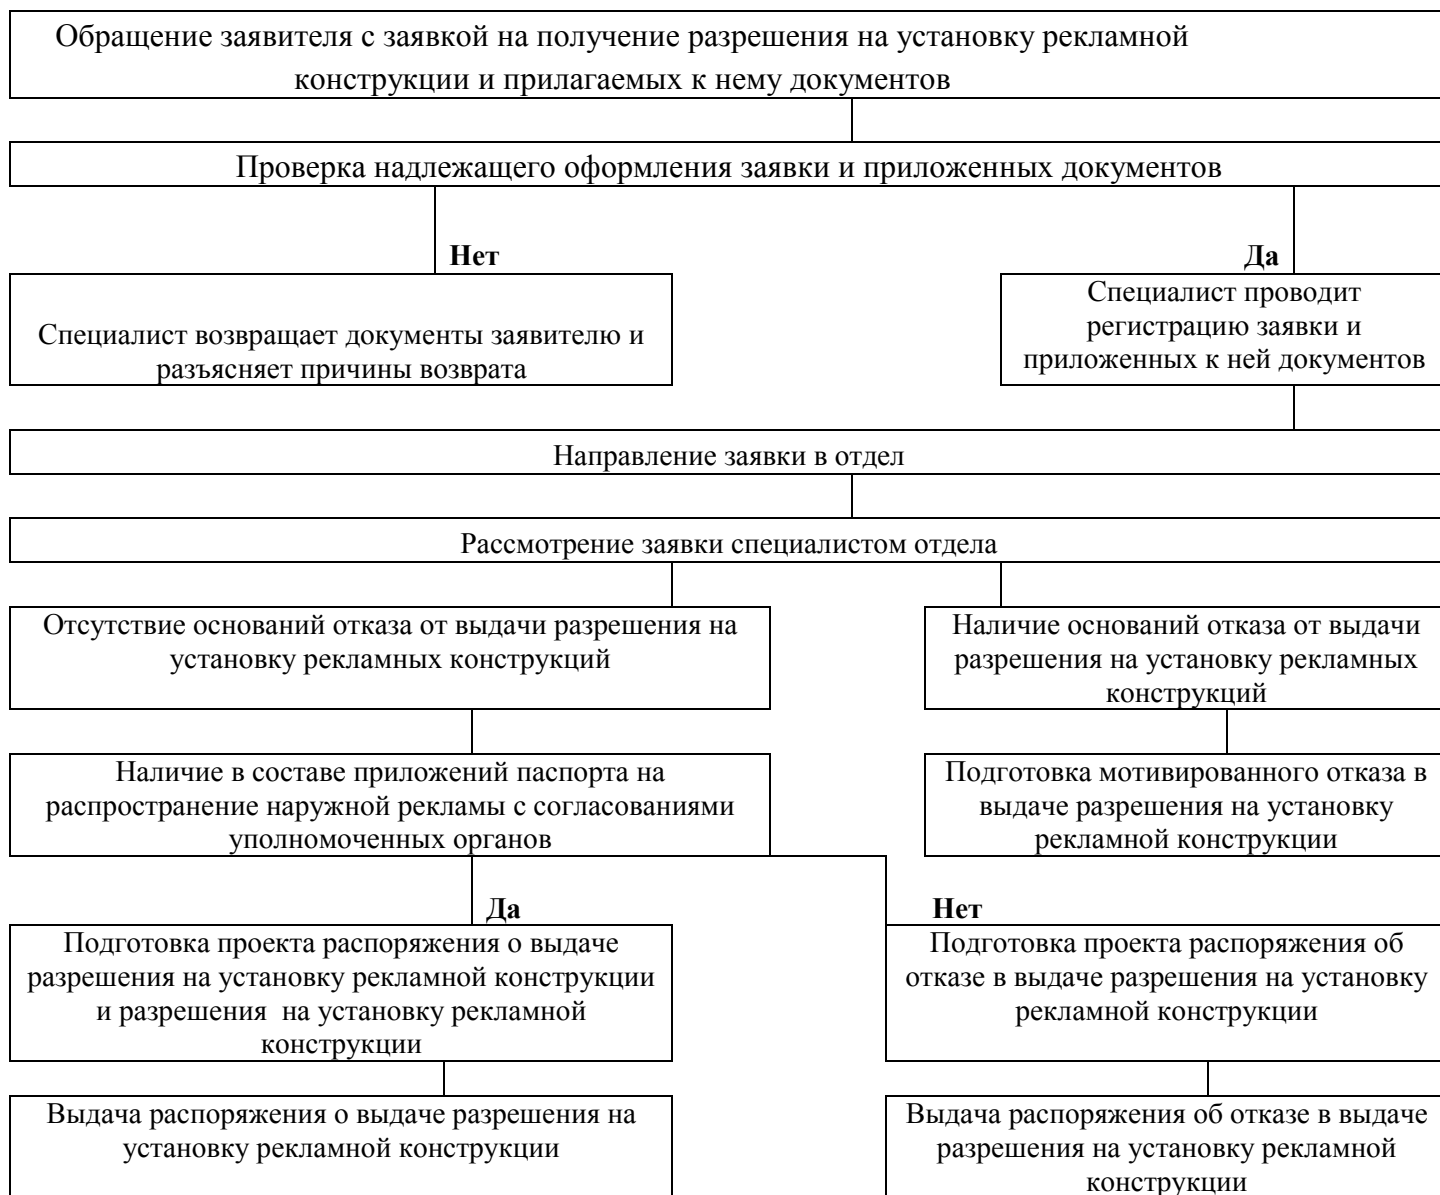 Обращение заявителя с заявкой на получение разрешения на установку рекламной
конструкции и прилагаемых к нему документов
Проверка надлежащего оформления заявки и приложенных документов
Нет
Да
Специалист возвращает документы заявителю и
разъясняет причины возврата
Специалист проводит
регистрацию заявки и
приложенных к ней документов
Направление заявки в отдел
Рассмотрение заявки специалистом отдела
Отсутствие оснований отказа от выдачи разрешения на
установку рекламных конструкций
Наличие оснований отказа от выдачи
разрешения на установку рекламных
конструкций
Наличие в составе приложений паспорта на
распространение наружной рекламы с согласованиями
уполномоченных органов
Подготовка мотивированного отказа в
выдаче разрешения на установку
рекламной конструкции
Да
Нет
Подготовка проекта распоряжения о выдаче
разрешения на установку рекламной конструкции
и разрешения  на установку рекламной
конструкции
Подготовка проекта распоряжения об
отказе в выдаче разрешения на установку
рекламной конструкции
Выдача распоряжения о выдаче разрешения на
установку рекламной конструкции
Выдача распоряжения об отказе в выдаче
разрешения на установку рекламной
конструкции